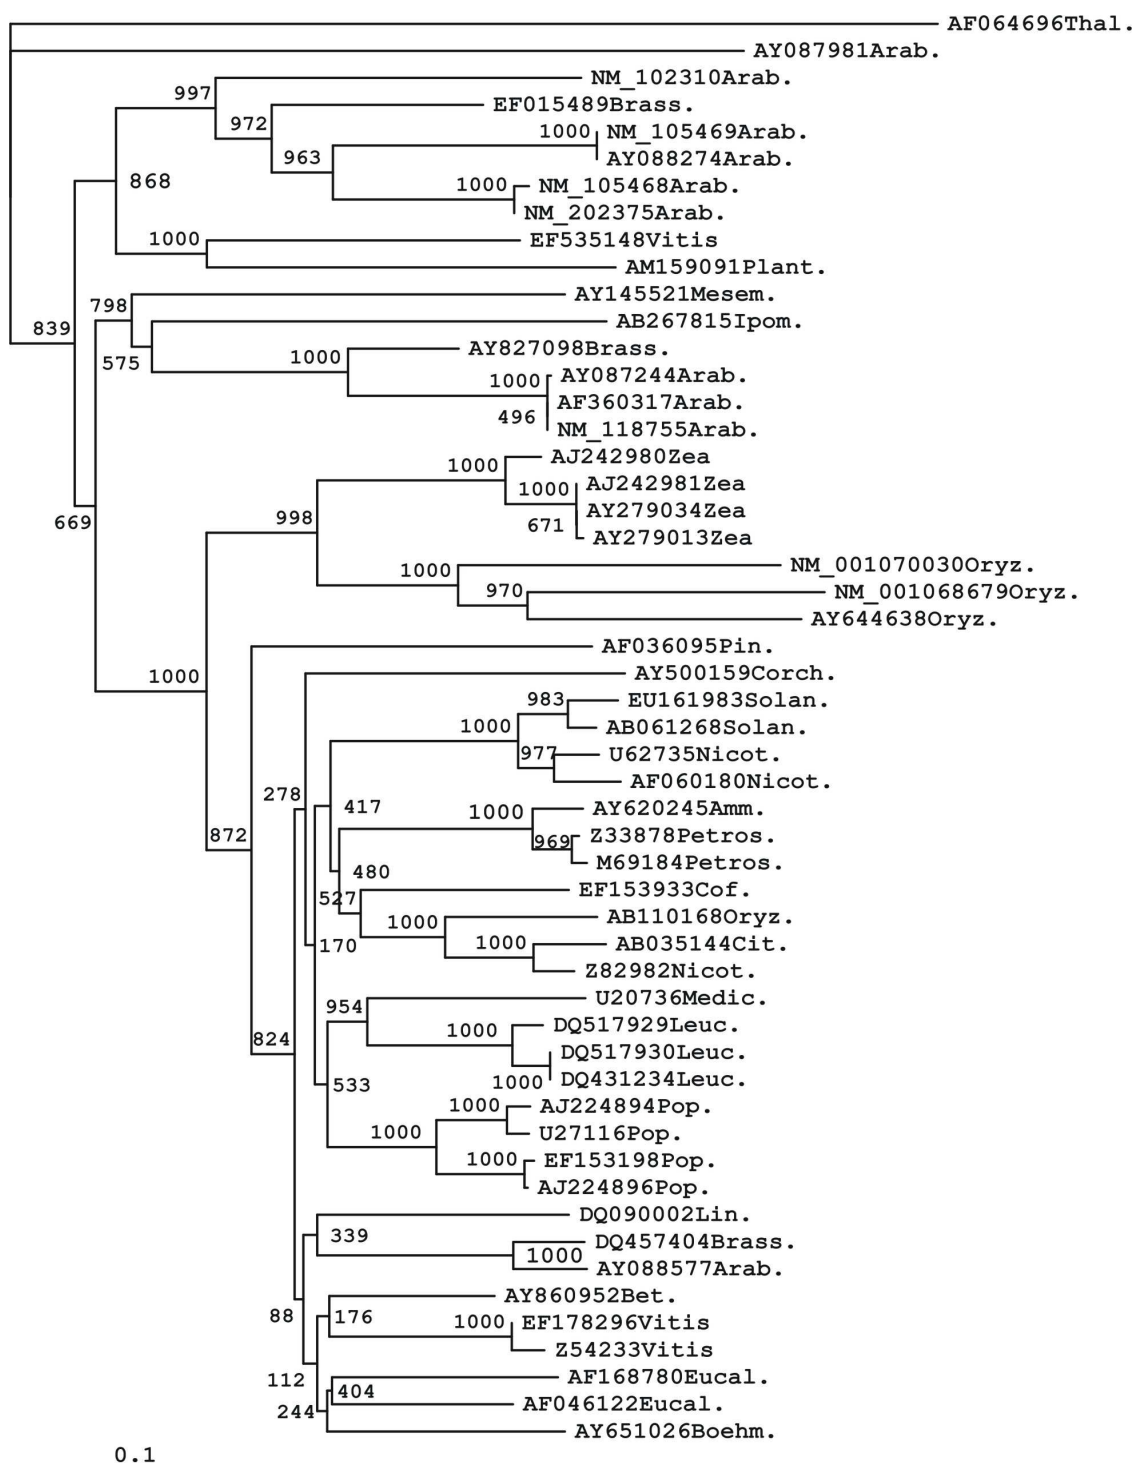 AF064696Thal.
AY087981Arab.
NM_102310Arab.
997
EF015489Brass.
972
1000 NM_105469Arab.
963 AY088274Arab.
868
1000 NM_105468Arab.
NM_202375Arab.
1000 EF535148Vitis
AM159091Plant.
AY145521Mesem.
798
AB267815Ipom.
839
AY827098Brass.
575
1000
AY087244Arab.
1000
AF360317Arab.
496
NM_118755Arab.
AJ242980Zea
1000
AJ242981Zea
1000
AY279034Zea
998
669
671
AY279013Zea
NM_001070030Oryz.
1000
970 NM_001068679Oryz.
AY644638Oryz.
AF036095Pin.
1000 AY500159Corch.
983 EU161983Solan.
1000 AB061268Solan.
977 U62735Nicot.
AF060180Nicot.
278
417
1000 AY620245Amm.
872
969 Z33878Petros.
M69184Petros.
480
527 EF153933Cof.
1000 AB110168Oryz.
170
1000 AB035144Cit.
Z82982Nicot.
954 U20736Medic.
1000 DQ517929Leuc.
824
DQ517930Leuc.
1000 DQ431234Leuc.
533
1000 AJ224894Pop.
1000 U27116Pop.
1000 EF153198Pop.
AJ224896Pop.
DQ090002Lin.
339
DQ457404Brass.
1000
AY088577Arab.
AY860952Bet.
88
176
1000 EF178296Vitis
Z54233Vitis
112
AF168780Eucal.
404
244
AF046122Eucal.
AY651026Boehm.
0.1